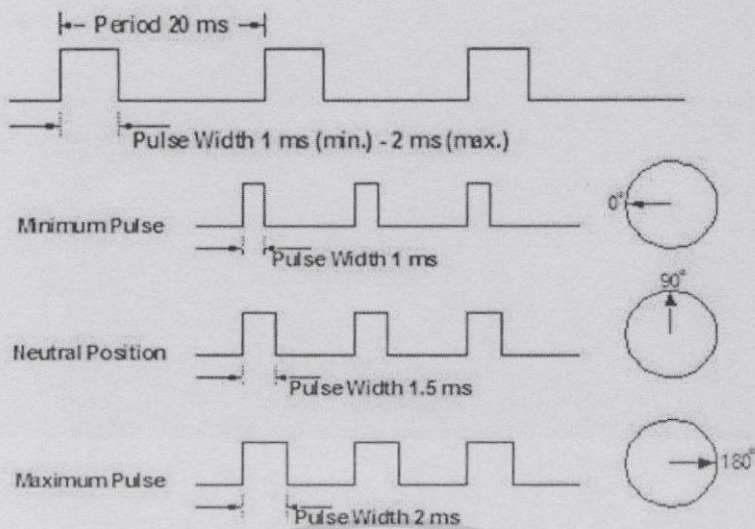 Period 20 ms
Pulse Width 1 ms (min.) - 2 ms (max.)
Minimum Pulse
0°
Pulse Width 1 ms
90°
Neutral Position
Pulse Width 1.5 ms
Maximum Pulse
180°
Pulse Width 2 ms